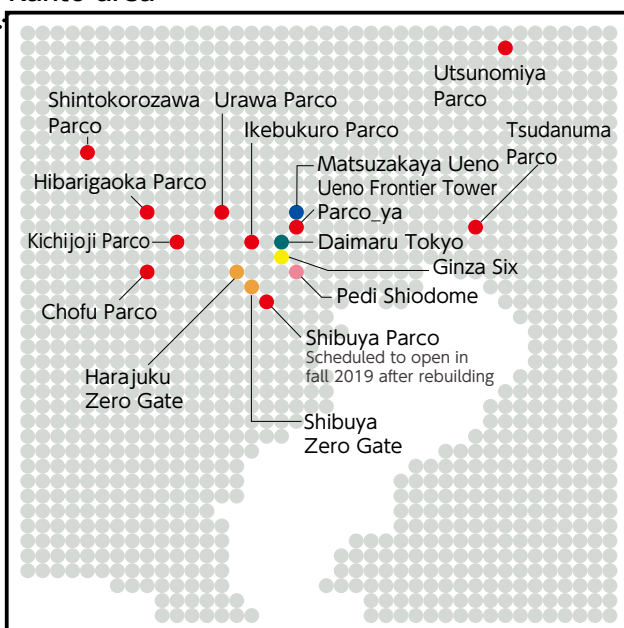 Utsunomiya
Parco
Shintokorozawa
Parco
Urawa Parco
Ikebukuro Parco
Tsudanuma
Parco
Matsuzakaya Ueno
Ueno Frontier Tower
Parco_ya
Hibarigaoka Parco
Kichijoji Parco
Daimaru Tokyo
Ginza Six
Pedi Shiodome
Chofu Parco
Shibuya Parco
Scheduled to open in
fall 2019 after rebuilding
Harajuku
Zero Gate
Shibuya
Zero Gate